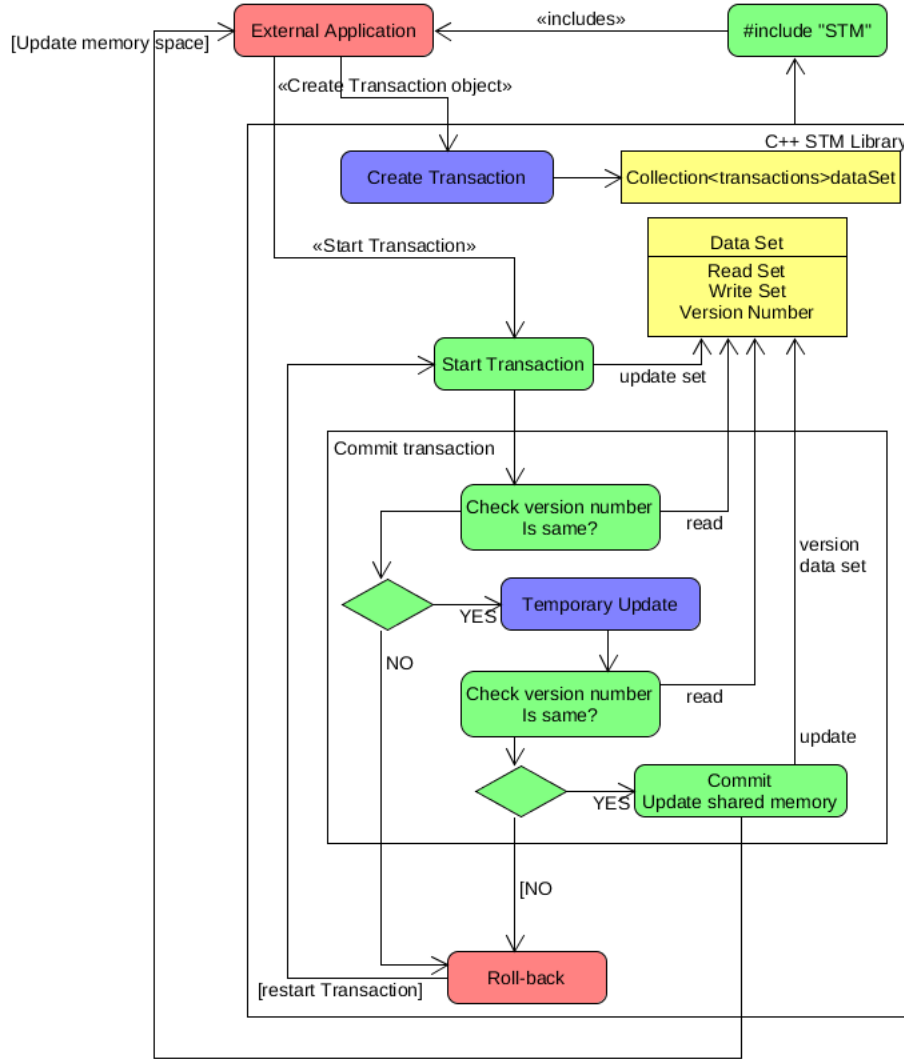 «includes»
External Application
#include "STM"
[Update memory space]
«Create Transaction object»
C++ STM Library
Create Transaction
Collection<transactions>dataSet
«Start Transaction»
Data Set
Read Set
Write Set
Version Number
Start Transaction
update set
Commit transaction
Check version number
Is same?
read
version
data set
YES
Temporary Update
NO
Check version number
Is same?
read
update
YES
Commit
Update shared memory
[NO
Roll-back
[restart Transaction]